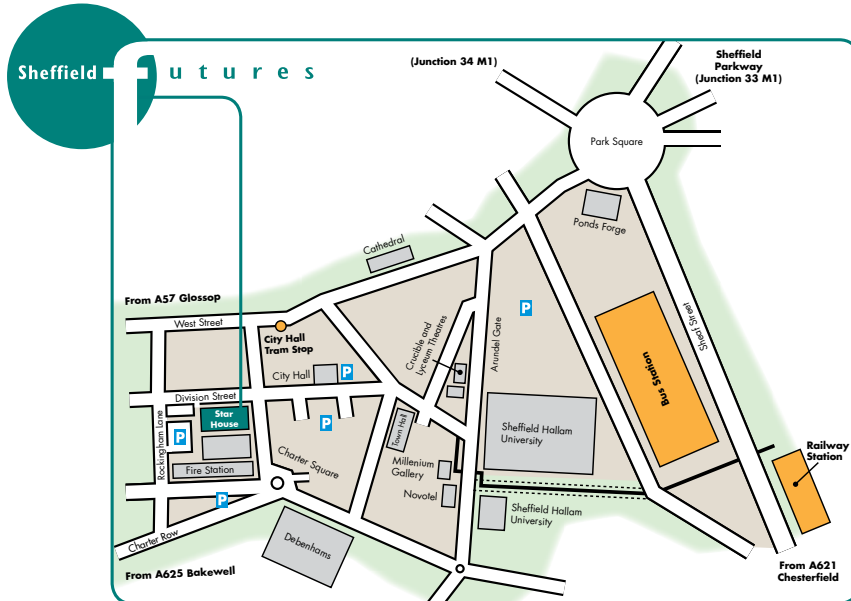 Sheffield futures
(Junction 34 M1)
Sheffield
Parkway
(Junction 33 M1)
Park Square
Ponds Forge
Cathedral
From A57 Glossop
West Street
City Hall
Tram Stop
Crucible and
Lyceum Theatres
Arundel Gate
P
Sheaf Street
Bus Station
City Hall
P
Division Street
Star
House
P
Rockingham Lane
P
Town Hall
Sheffield Hallam
University
Railway
Station
Charter Square
Fire Station
Millenium
Gallery
Novotel
P
Sheffield Hallam
University
Charter Row
Debenhams
From A625 Bakewell
From A621
Chesterfield